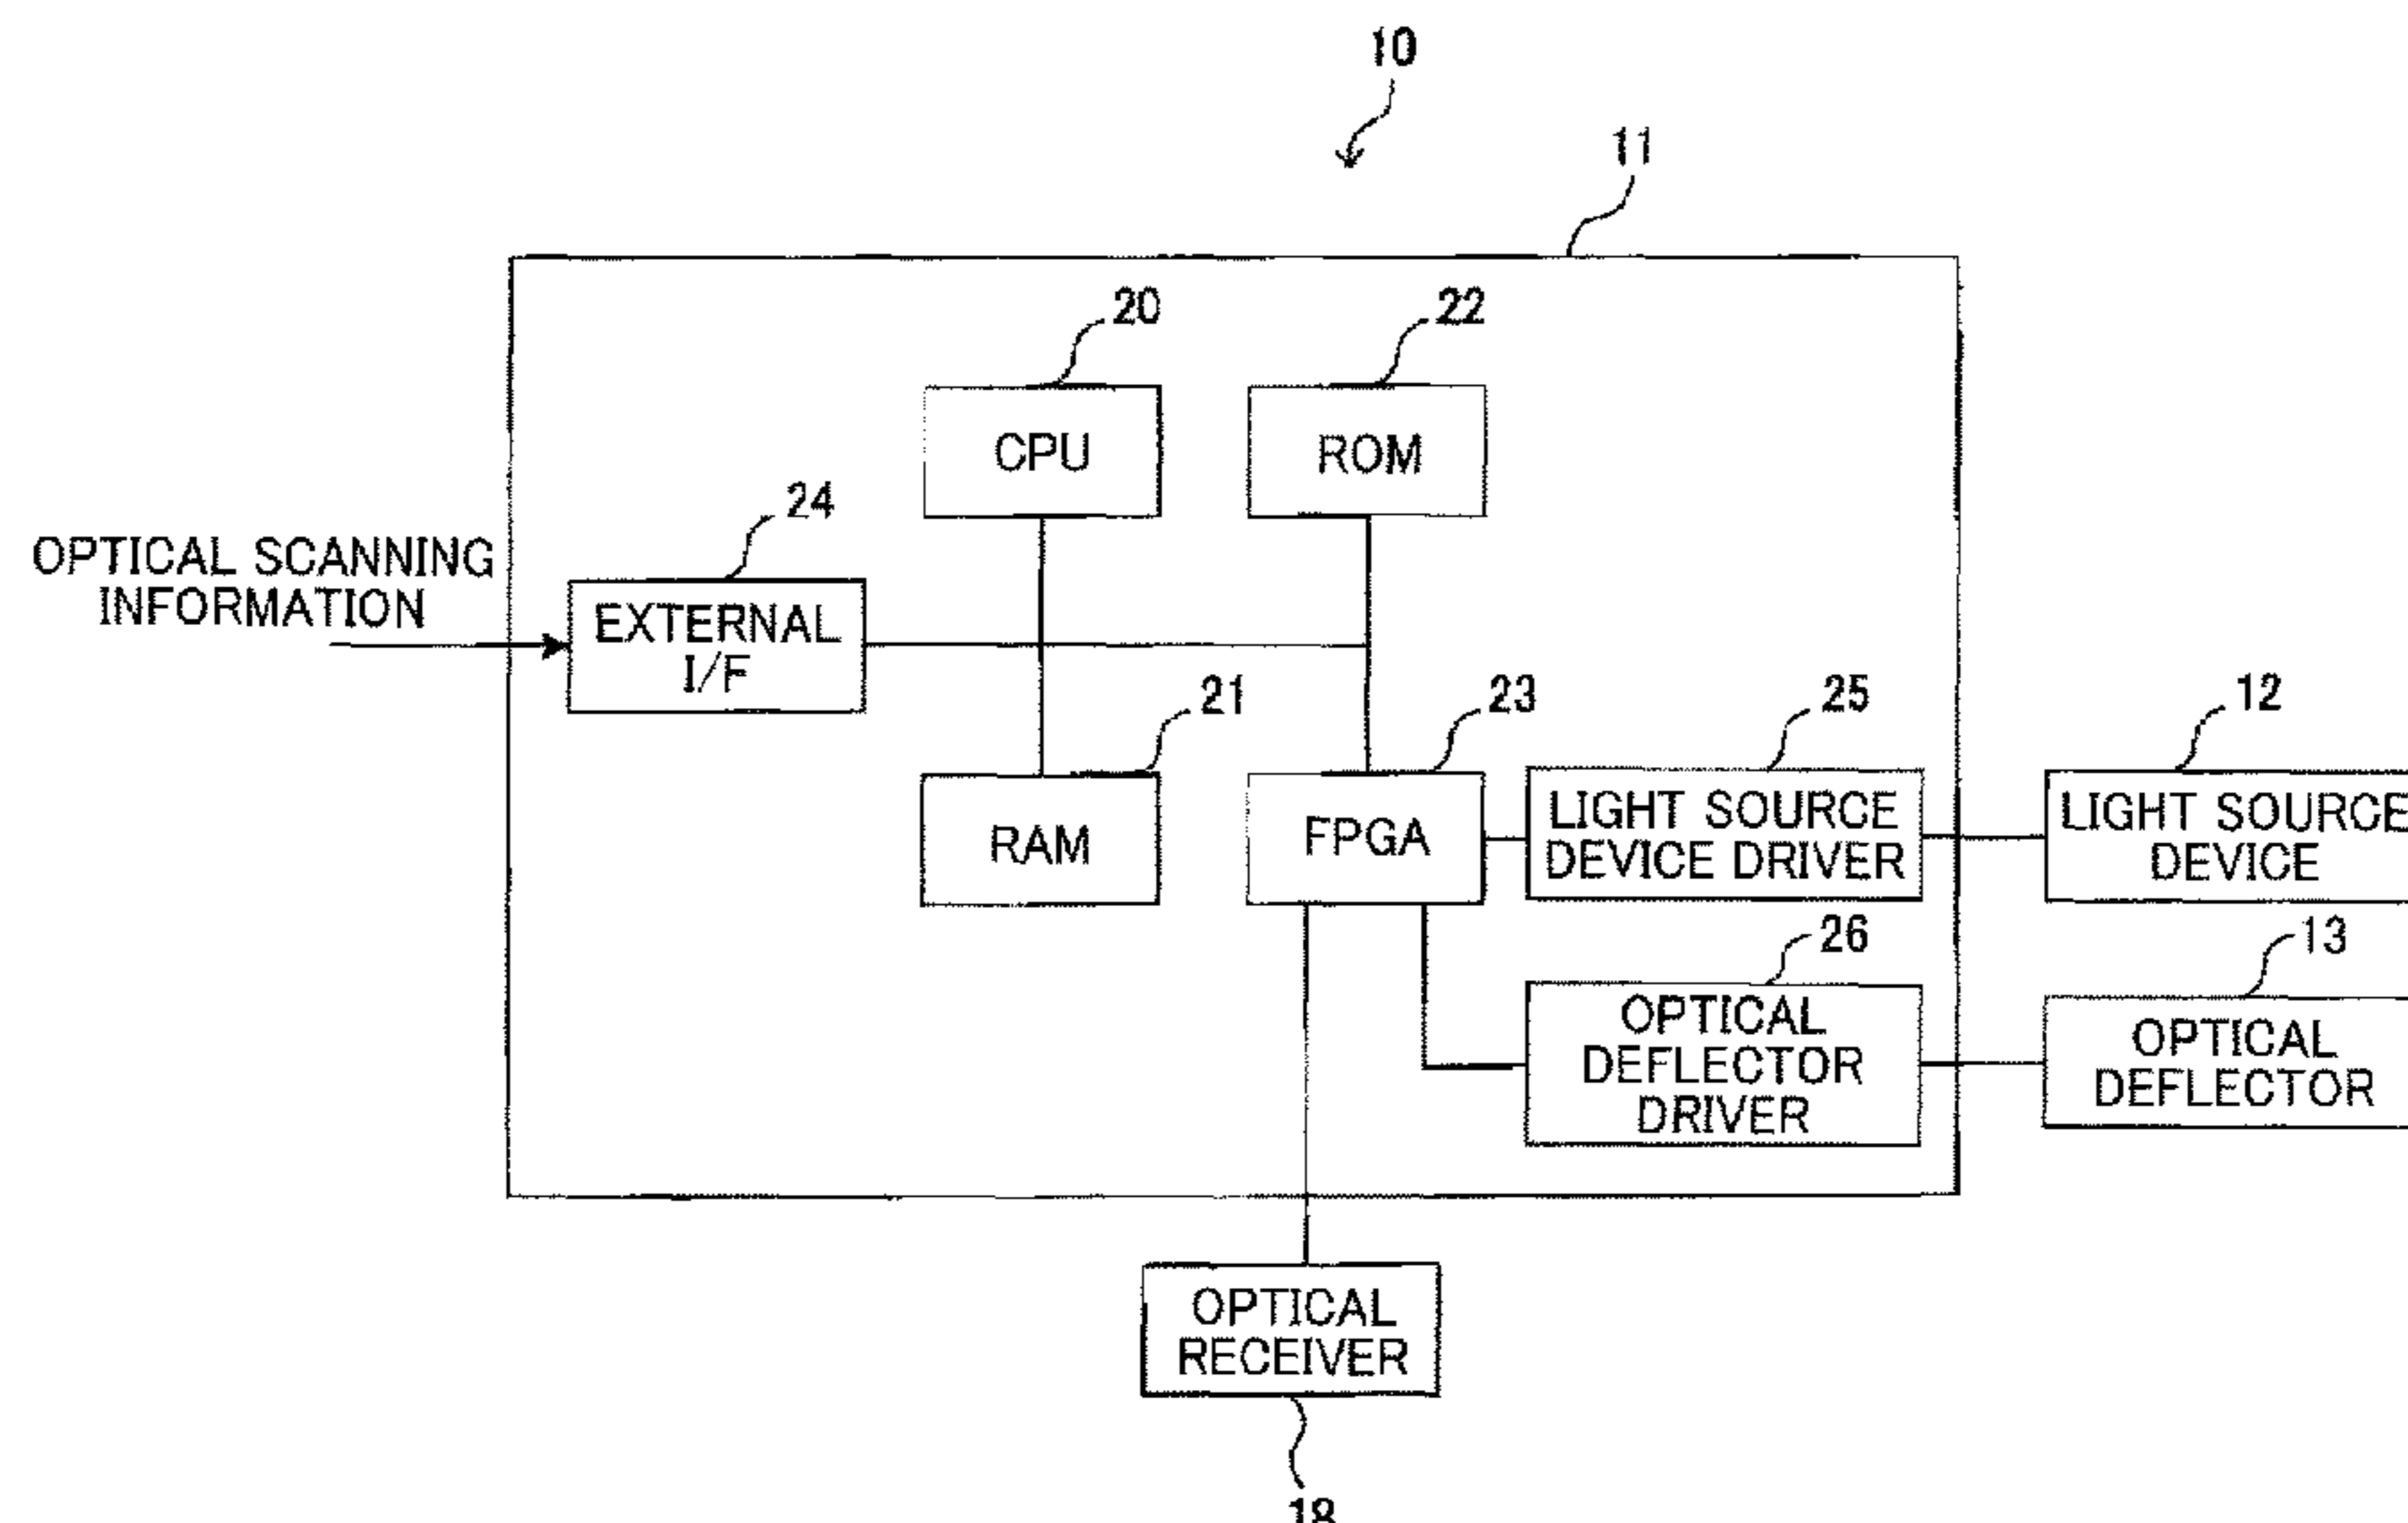 10
11
20
22
CPU
ROM
24
OPTICAL SCANNING
INFORMATION
EXTERNAL
I/F
21
23
25
12
RAM
FPGA
LIGHT SOURCE
DEVICE DRIVER
LIGHT SOURCE
DEVICE
26
13
OPTICAL
DEFLECTOR
DRIVER
OPTICAL
DEFLECTOR
OPTICAL
RECEIVER
18